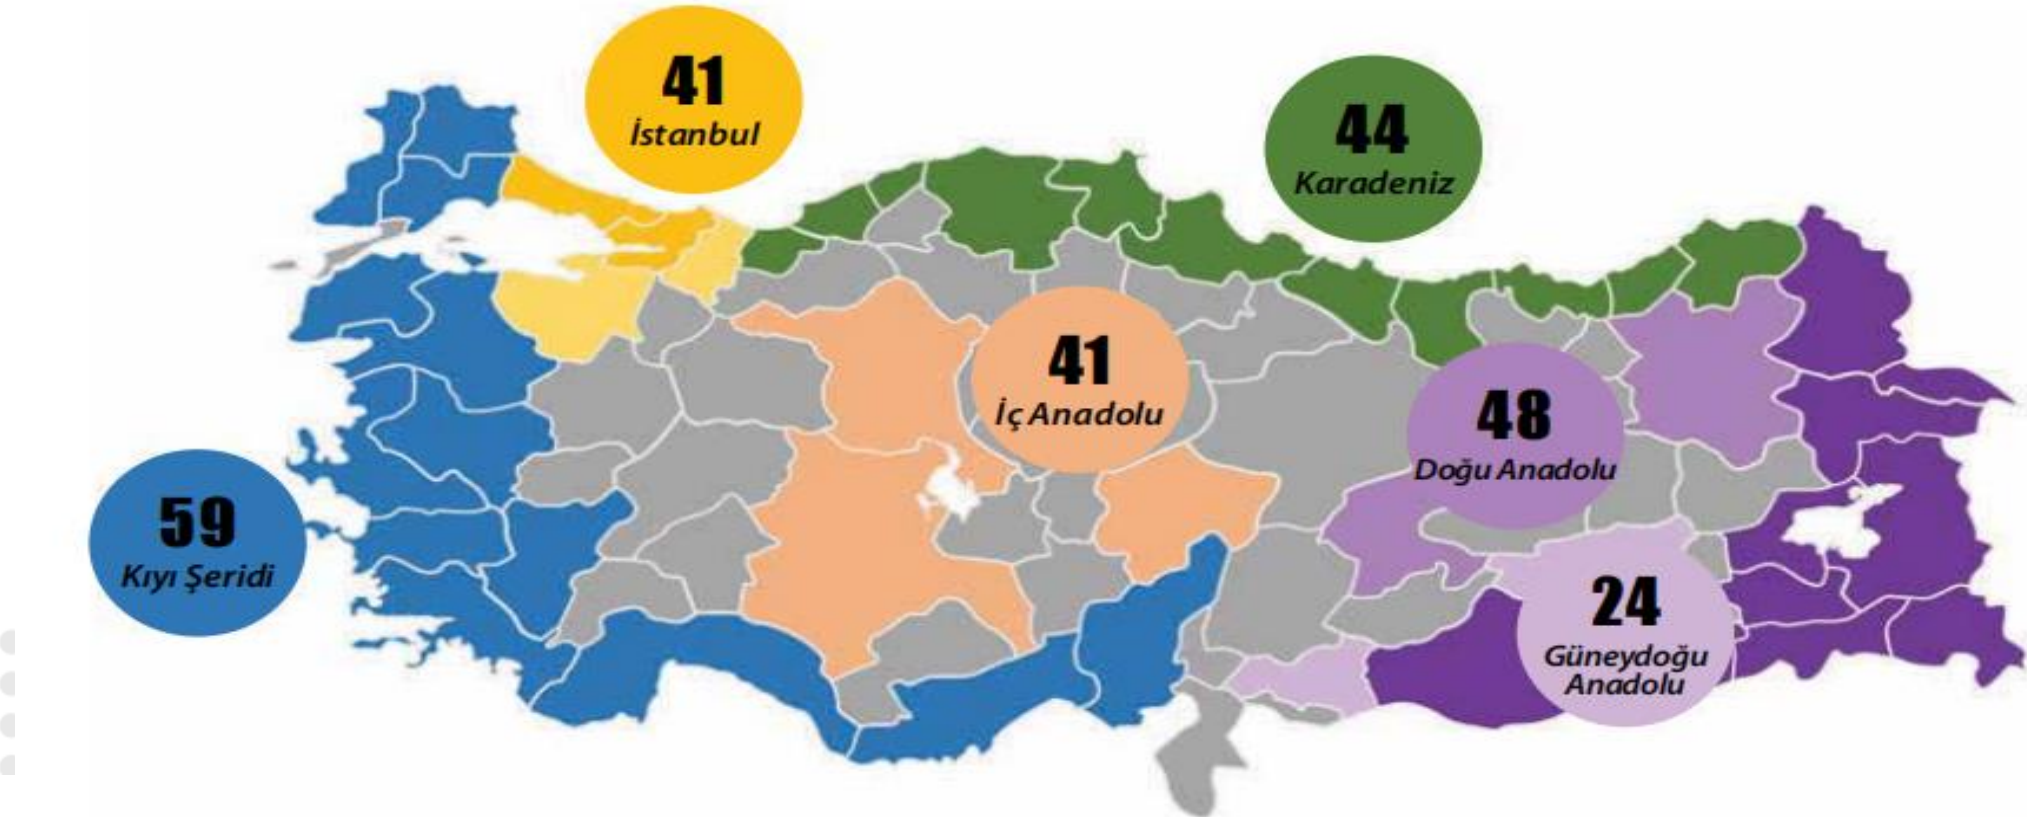 41
İstanbul
44
Karadeniz
41
İç Anadolu
48
Doğu Anadolu
59
Kıyı Şeridi
24
Güneydoğu
Anadolu